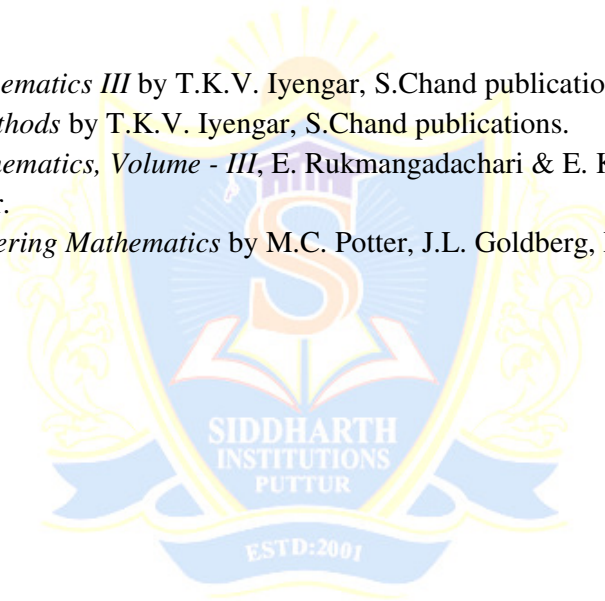 ematics III by T.K.V. Iyengar, S.Chand publicatio
thods by T.K.V. Iyengar, S.Chand publications.
ematics, Volume - III, E. Rukmangadachari & E. K
r.
ering Mathematics by M.C. Potter, J.L. Goldberg,
S
SIDDHARTH
INSTITUTIONS
PUTTUR
ESTD:2001